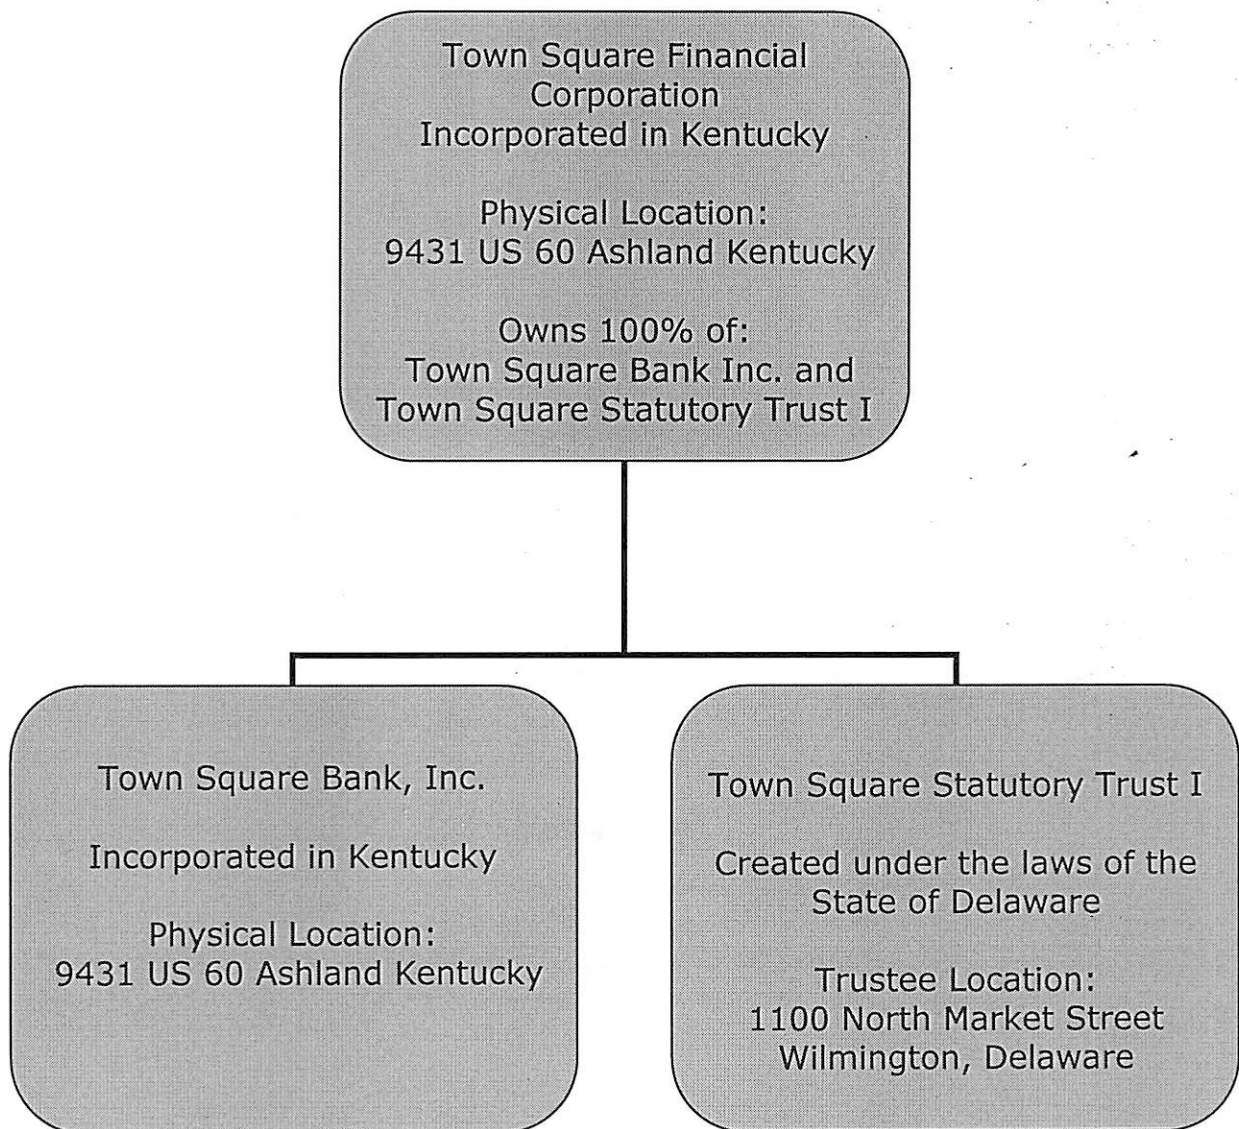 Town Square Financial
Corporation
Incorporated in Kentucky
Physical Location:
9431 US 60 Ashland Kentucky
Owns 100% of:
Town Square Bank Inc. and
Town Square Statutory Trust I
Town Square Bank, Inc.
Incorporated in Kentucky
Physical Location:
9431 US 60 Ashland Kentucky
Town Square Statutory Trust I
Created under the laws of the
State of Delaware
Trustee Location:
1100 North Market Street
Wilmington, Delaware